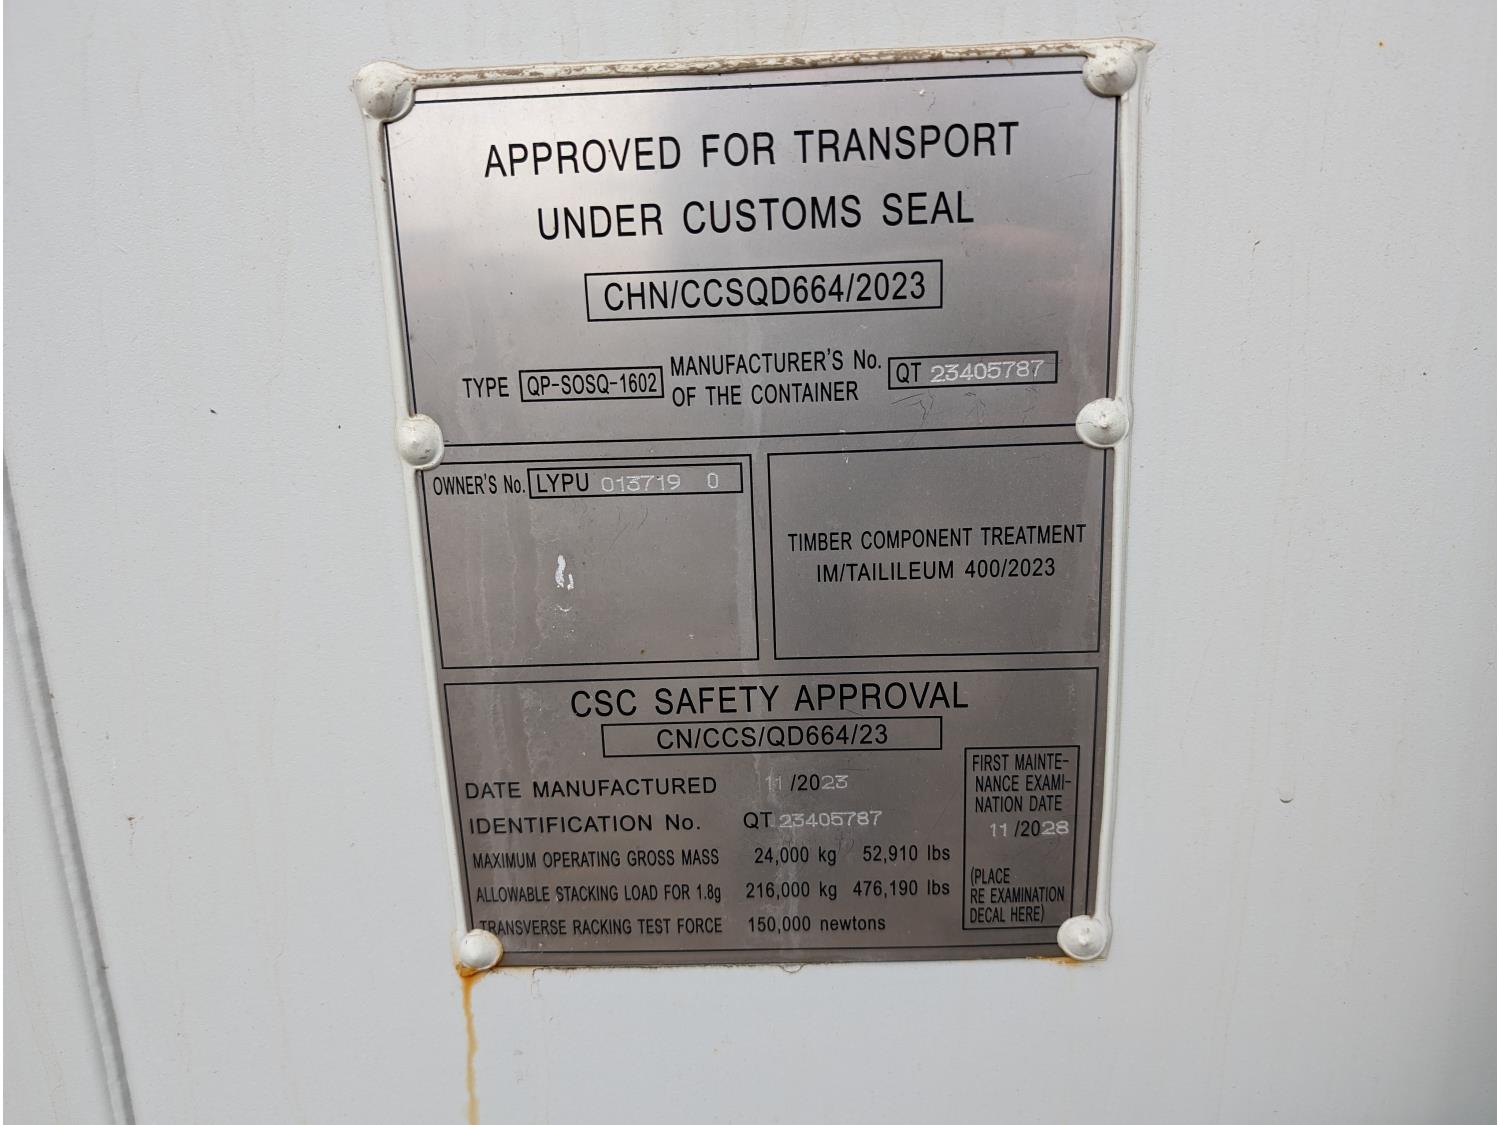 APPROVED FOR TRANSPORT
UNDER CUSTOMS SEAL
CHN/CCSQD664/2023
TYPE QP-SOSQ-1602 MANUFACTURER'S No. OF THE CONTAINER QT 23405787
OWNER'S No. LYPU 013719 0
TIMBER COMPONENT TREATMENT
IM/TAILILEUM 400/2023
CSC SAFETY APPROVAL
CN/CCS/QD664/23
DATE MANUFACTURED 11/2023
IDENTIFICATION No. QT 23405787
MAXIMUM OPERATING GROSS MASS 24,000 kg 52,910 lbs
ALLOWABLE STACKING LOAD FOR 1.8g 216,000 kg 476,190 lbs
TRANSVERSE RACKING TEST FORCE 150,000 newtons
FIRST MAINTE-
NANCE EXAMI-
NATION DATE
11/2028
(PLACE
RE EXAMINATION
DECAL HERE)